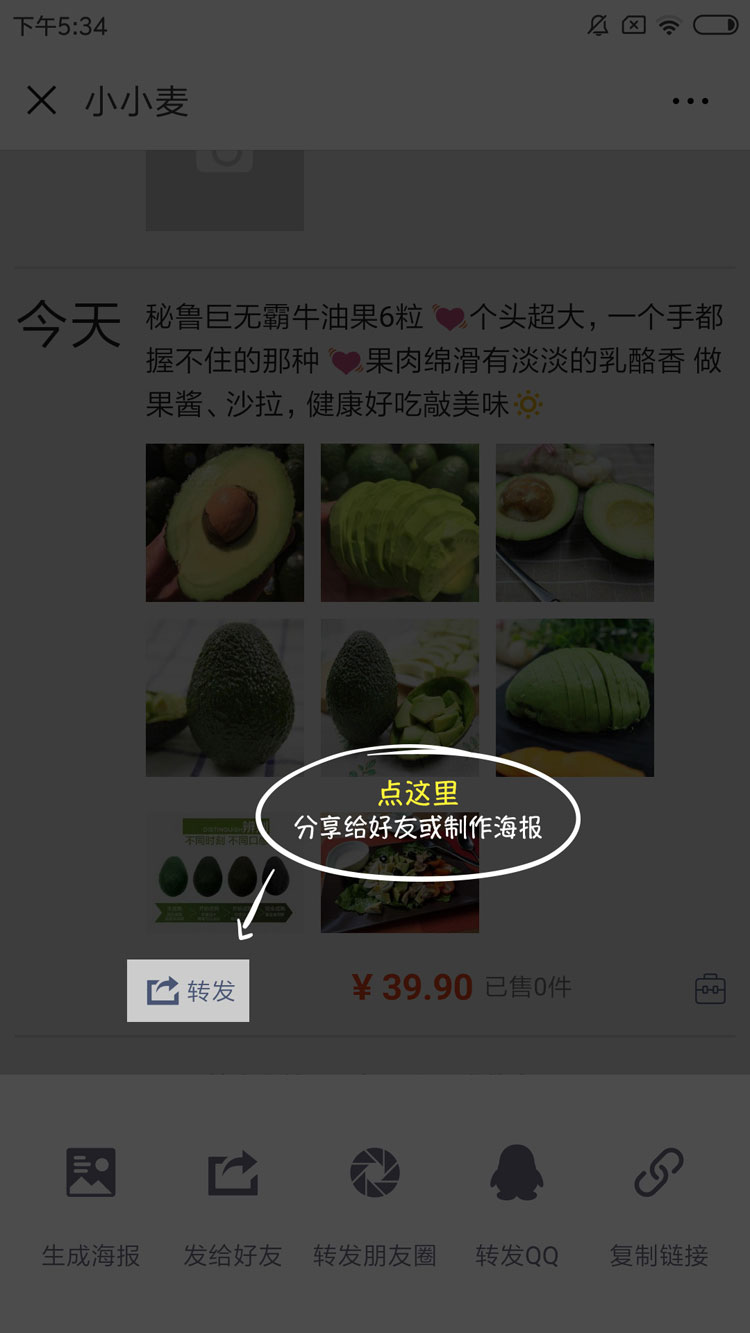 下午5:34
小小麦
今天
秘鲁巨无霸牛油果6粒 💓个头超大，一个手都
握不住的那种 💓果肉绵滑有淡淡的乳酪香 做
果酱、沙拉，健康好吃敲美味🔆
点这里
分享给好友或制作海报
不同时刻 不同口
转发
¥ 39.90 已售0件
生成海报 发给好友 转发朋友圈 转发QQ 复制链接